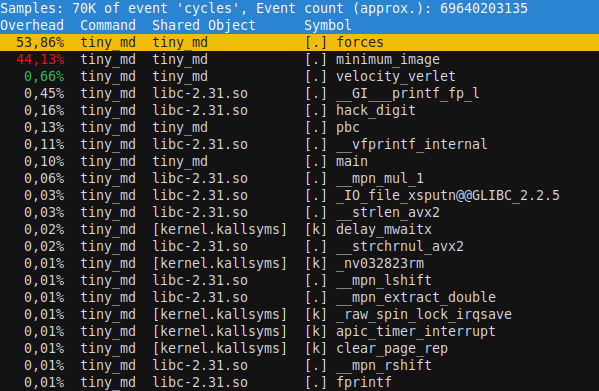 Samples: 70K of event 'cycles', Event count (approx.): 69640203135
Overhead  Command  Shared Object      Symbol
53,86%  tiny_md  tiny_md            [.] forces
44,13%  tiny_md  tiny_md            [.] minimum_image
0,66%  tiny_md  tiny_md            [.] velocity_verlet
0,45%  tiny_md  libc-2.31.so       [.] __GI___printf_fp_l
0,16%  tiny_md  libc-2.31.so       [.] hack_digit
0,13%  tiny_md  tiny_md            [.] pbc
0,11%  tiny_md  libc-2.31.so       [.] __vfprintf_internal
0,10%  tiny_md  tiny_md            [.] main
0,06%  tiny_md  libc-2.31.so       [.] __mpn_mul_1
0,03%  tiny_md  libc-2.31.so       [.] _IO_file_xsputn@@GLIBC_2.2.5
0,03%  tiny_md  libc-2.31.so       [.] __strlen_avx2
0,02%  tiny_md  [kernel.kallsyms]  [k] delay_mwaitx
0,02%  tiny_md  libc-2.31.so       [.] __strchrnul_avx2
0,01%  tiny_md  [kernel.kallsyms]  [k] _nv032823rm
0,01%  tiny_md  libc-2.31.so       [.] __mpn_lshift
0,01%  tiny_md  libc-2.31.so       [.] __mpn_extract_double
0,01%  tiny_md  [kernel.kallsyms]  [k] _raw_spin_lock_irqsave
0,01%  tiny_md  [kernel.kallsyms]  [k] apic_timer_interrupt
0,01%  tiny_md  [kernel.kallsyms]  [k] clear_page_rep
0,01%  tiny_md  libc-2.31.so       [.] __mpn_rshift
0,01%  tiny_md  libc-2.31.so       [.] fprintf